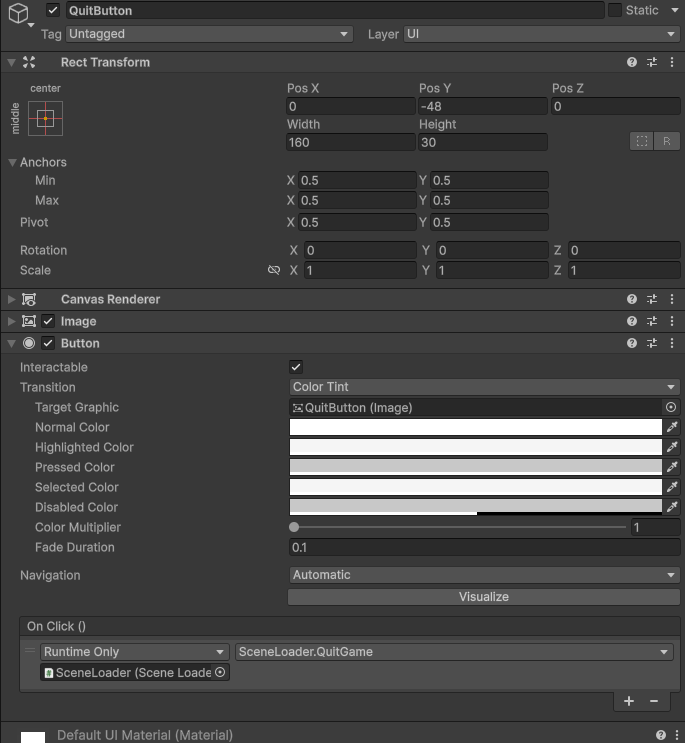 QuitButton Static
Tag Untagged Layer UI
Rect Transform
center
middle
Pos X Pos Y Pos Z
0 -48 0
Width Height
160 30
R
Anchors
Min X 0.5 Y 0.5
Max X 0.5 Y 0.5
Pivot X 0.5 Y 0.5
Rotation X 0 Y 0 Z 0
Scale X 1 Y 1 Z 1
Canvas Renderer
Image
Button
Interactable
Transition Color Tint
Target Graphic QuitButton (Image)
Normal Color
Highlighted Color
Pressed Color
Selected Color
Disabled Color
Color Multiplier 1
Fade Duration 0.1
Navigation Automatic
Visualize
On Click ()
Runtime Only SceneLoader.QuitGame
SceneLoader (Scene Loade
+ −
Default UI Material (Material)